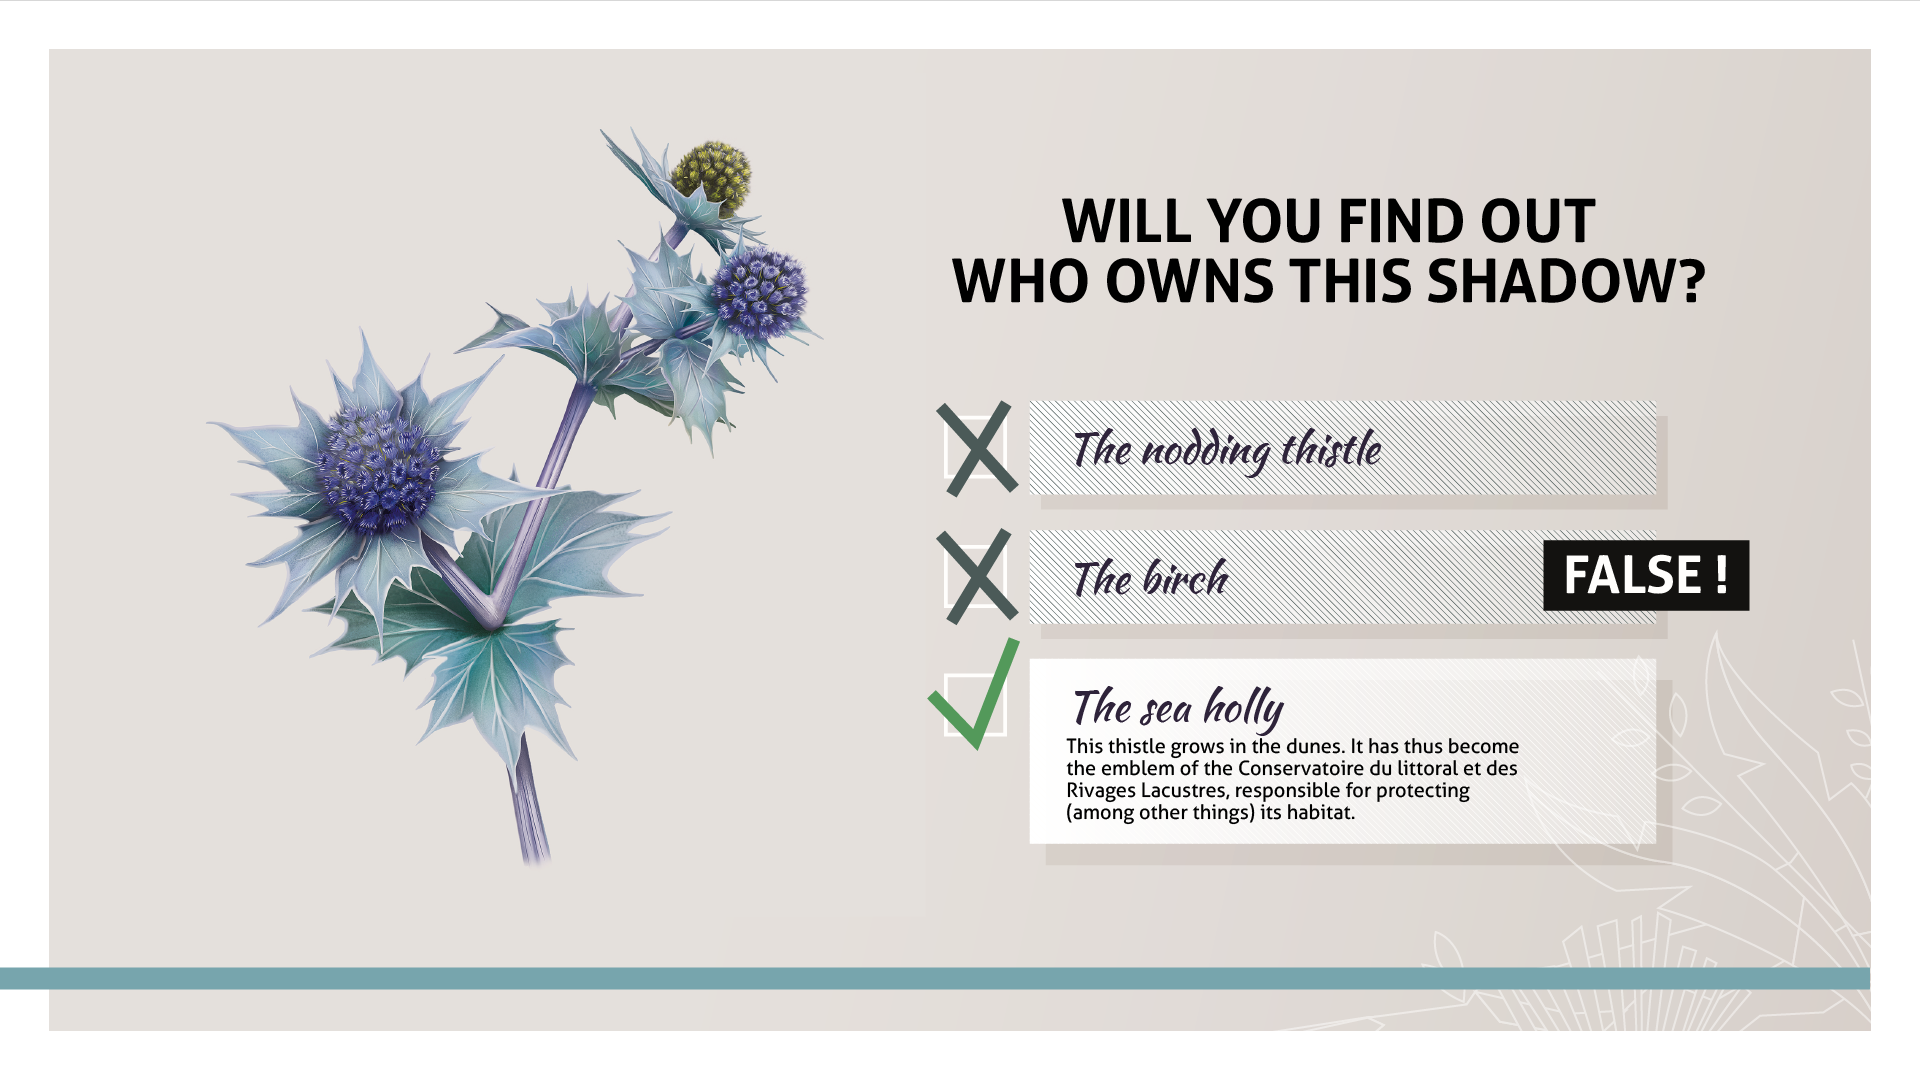 WILL YOU FIND OUT
WHO OWNS THIS SHADOW?
The nodding thistle
The birch
FALSE !
The sea holly
This thistle grows in the dunes. It has thus become
the emblem of the Conservatoire du littoral et des
Rivages Lacustres, responsible for protecting
(among other things) its habitat.